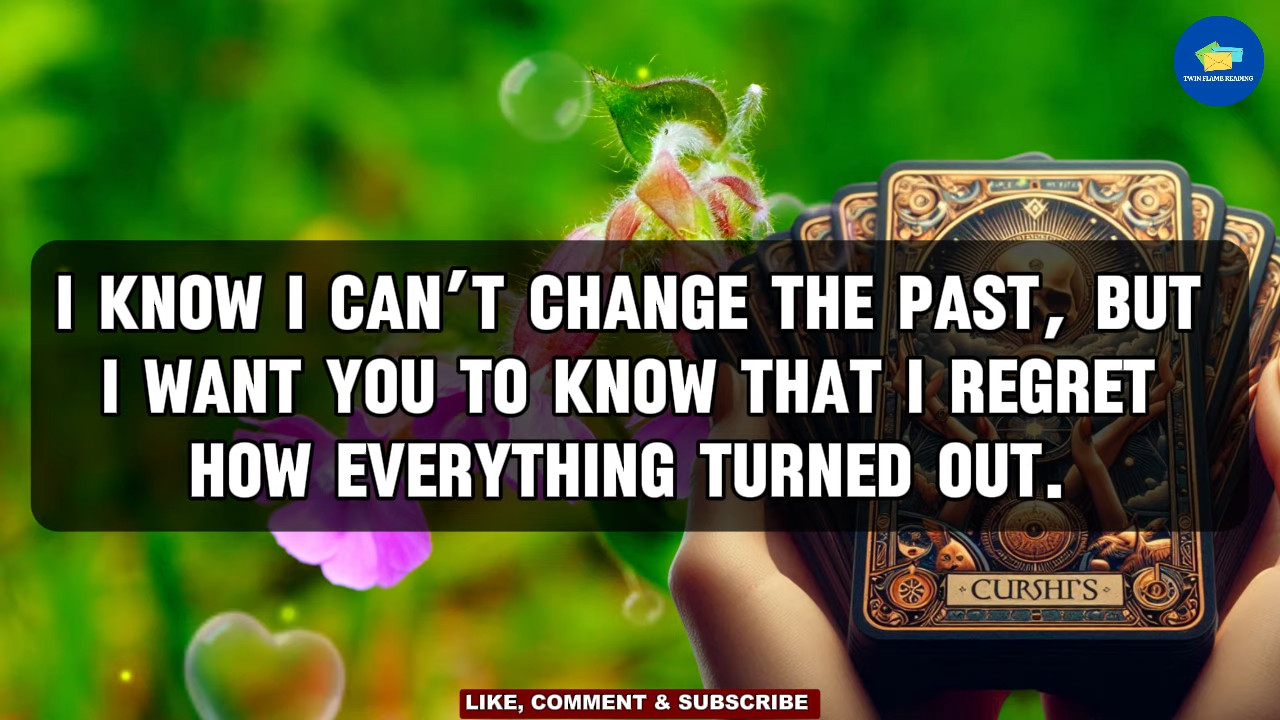 TWIN FLAME READING
I KNOW I CAN'T CHANGE THE PAST, BUT
I WANT YOU TO KNOW THAT I REGRET
HOW EVERYTHING TURNED OUT.
CURSHT'S
LIKE, COMMENT & SUBSCRIBE